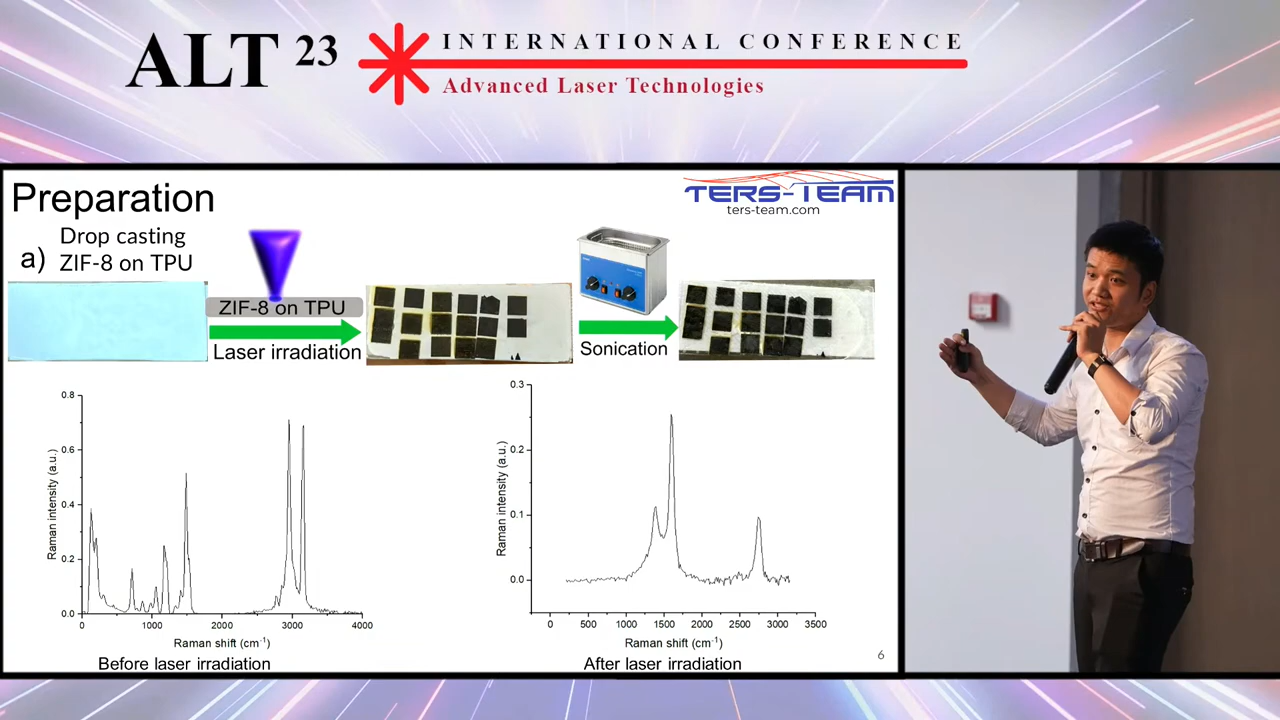 ALT 23
INTERNATIONAL CONFERENCE
Advanced Laser Technologies
Preparation
TERS-TEAM
ters-team.com
a)
Drop casting
ZIF-8 on TPU
ZIF-8 on TPU
Laser irradiation
Sonication
0.8
0.6
0.4
0.2
0.0
Raman intensity (a.u.)
0
1000
2000
3000
4000
Raman shift (cm-1)
Before laser irradiation
0.3
0.2
0.1
0.0
Raman intensity (a.u.)
0
500
1000
1500
2000
2500
3000
3500
Raman shift (cm-1)
After laser irradiation
6